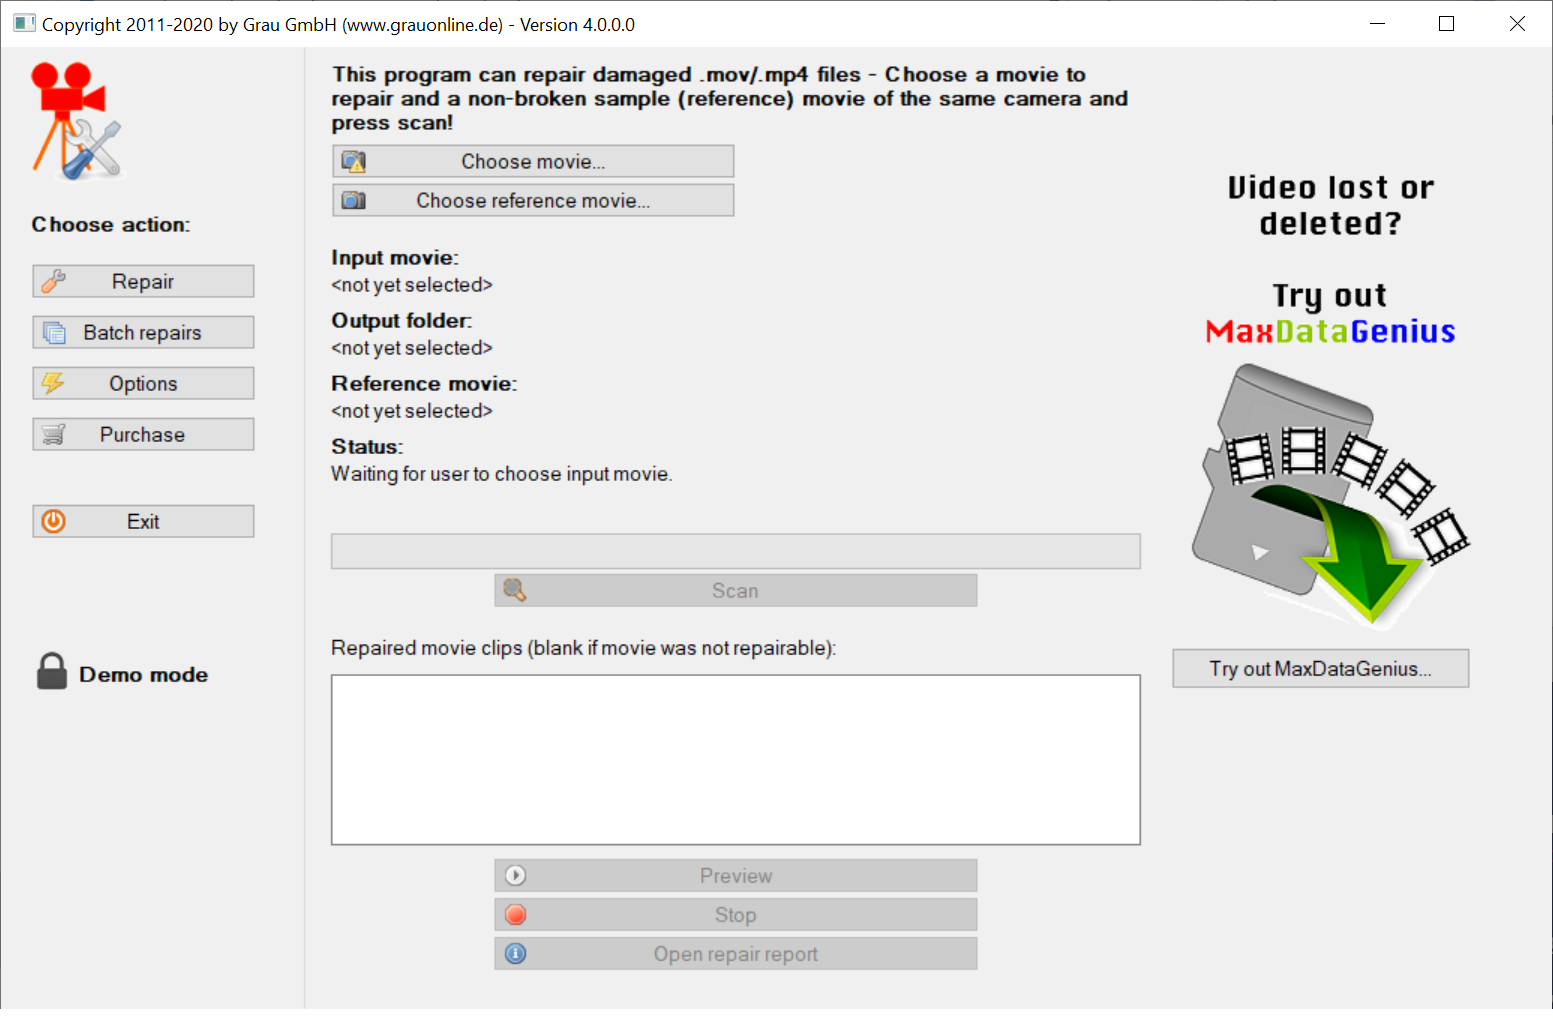 Copyright 2011-2020 by Grau GmbH (www.grauonline.de) - Version 4.0.0.0
Choose action:
Repair
Batch repairs
Options
Purchase
Exit
Demo mode
This program can repair damaged .mov/.mp4 files - Choose a movie to
repair and a non-broken sample (reference) movie of the same camera and
press scan!
Choose movie...
Choose reference movie...
Input movie:
<not yet selected>
Output folder:
<not yet selected>
Reference movie:
<not yet selected>
Status:
Waiting for user to choose input movie.
Scan
Repaired movie clips (blank if movie was not repairable):
Preview
Stop
Open repair report
Video lost or
deleted?
Try out
MaxDataGenius
Try out MaxDataGenius...